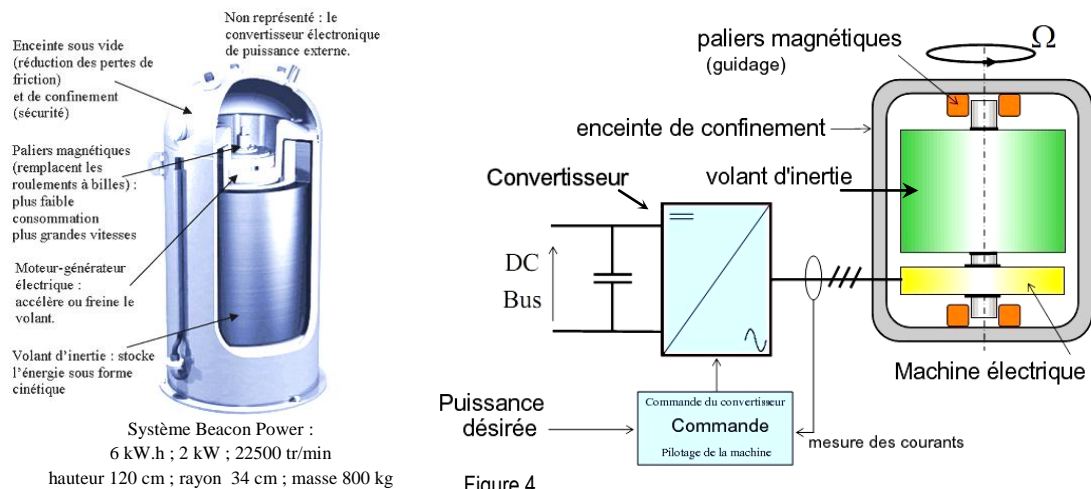 Non représenté : le
convertisseur électronique
de puissance externe.
Enceinte sous vide
(réduction des pertes de
friction)
et de confinement
(sécurité)
Paliers magnétiques
(remplacent les
roulements à billes) :
plus faible
consommation
plus grandes vitesses
Moteur-générateur
électrique :
accélère ou freine le
volant.
Volant d'inertie : stocke
l'énergie sous forme
cinétique
Système Beacon Power :
6 kW.h ; 2 kW ; 22500 tr/min
hauteur 120 cm ; rayon 34 cm ; masse 800 kg
paliers magnétiques
(guidage)
Ω
enceinte de confinement
Convertisseur
volant d'inertie
DC
Bus
Machine électrique
Puissance
désirée
Commande du convertisseur
Commande
Pilotage de la machine
mesure des courants
Figure 4